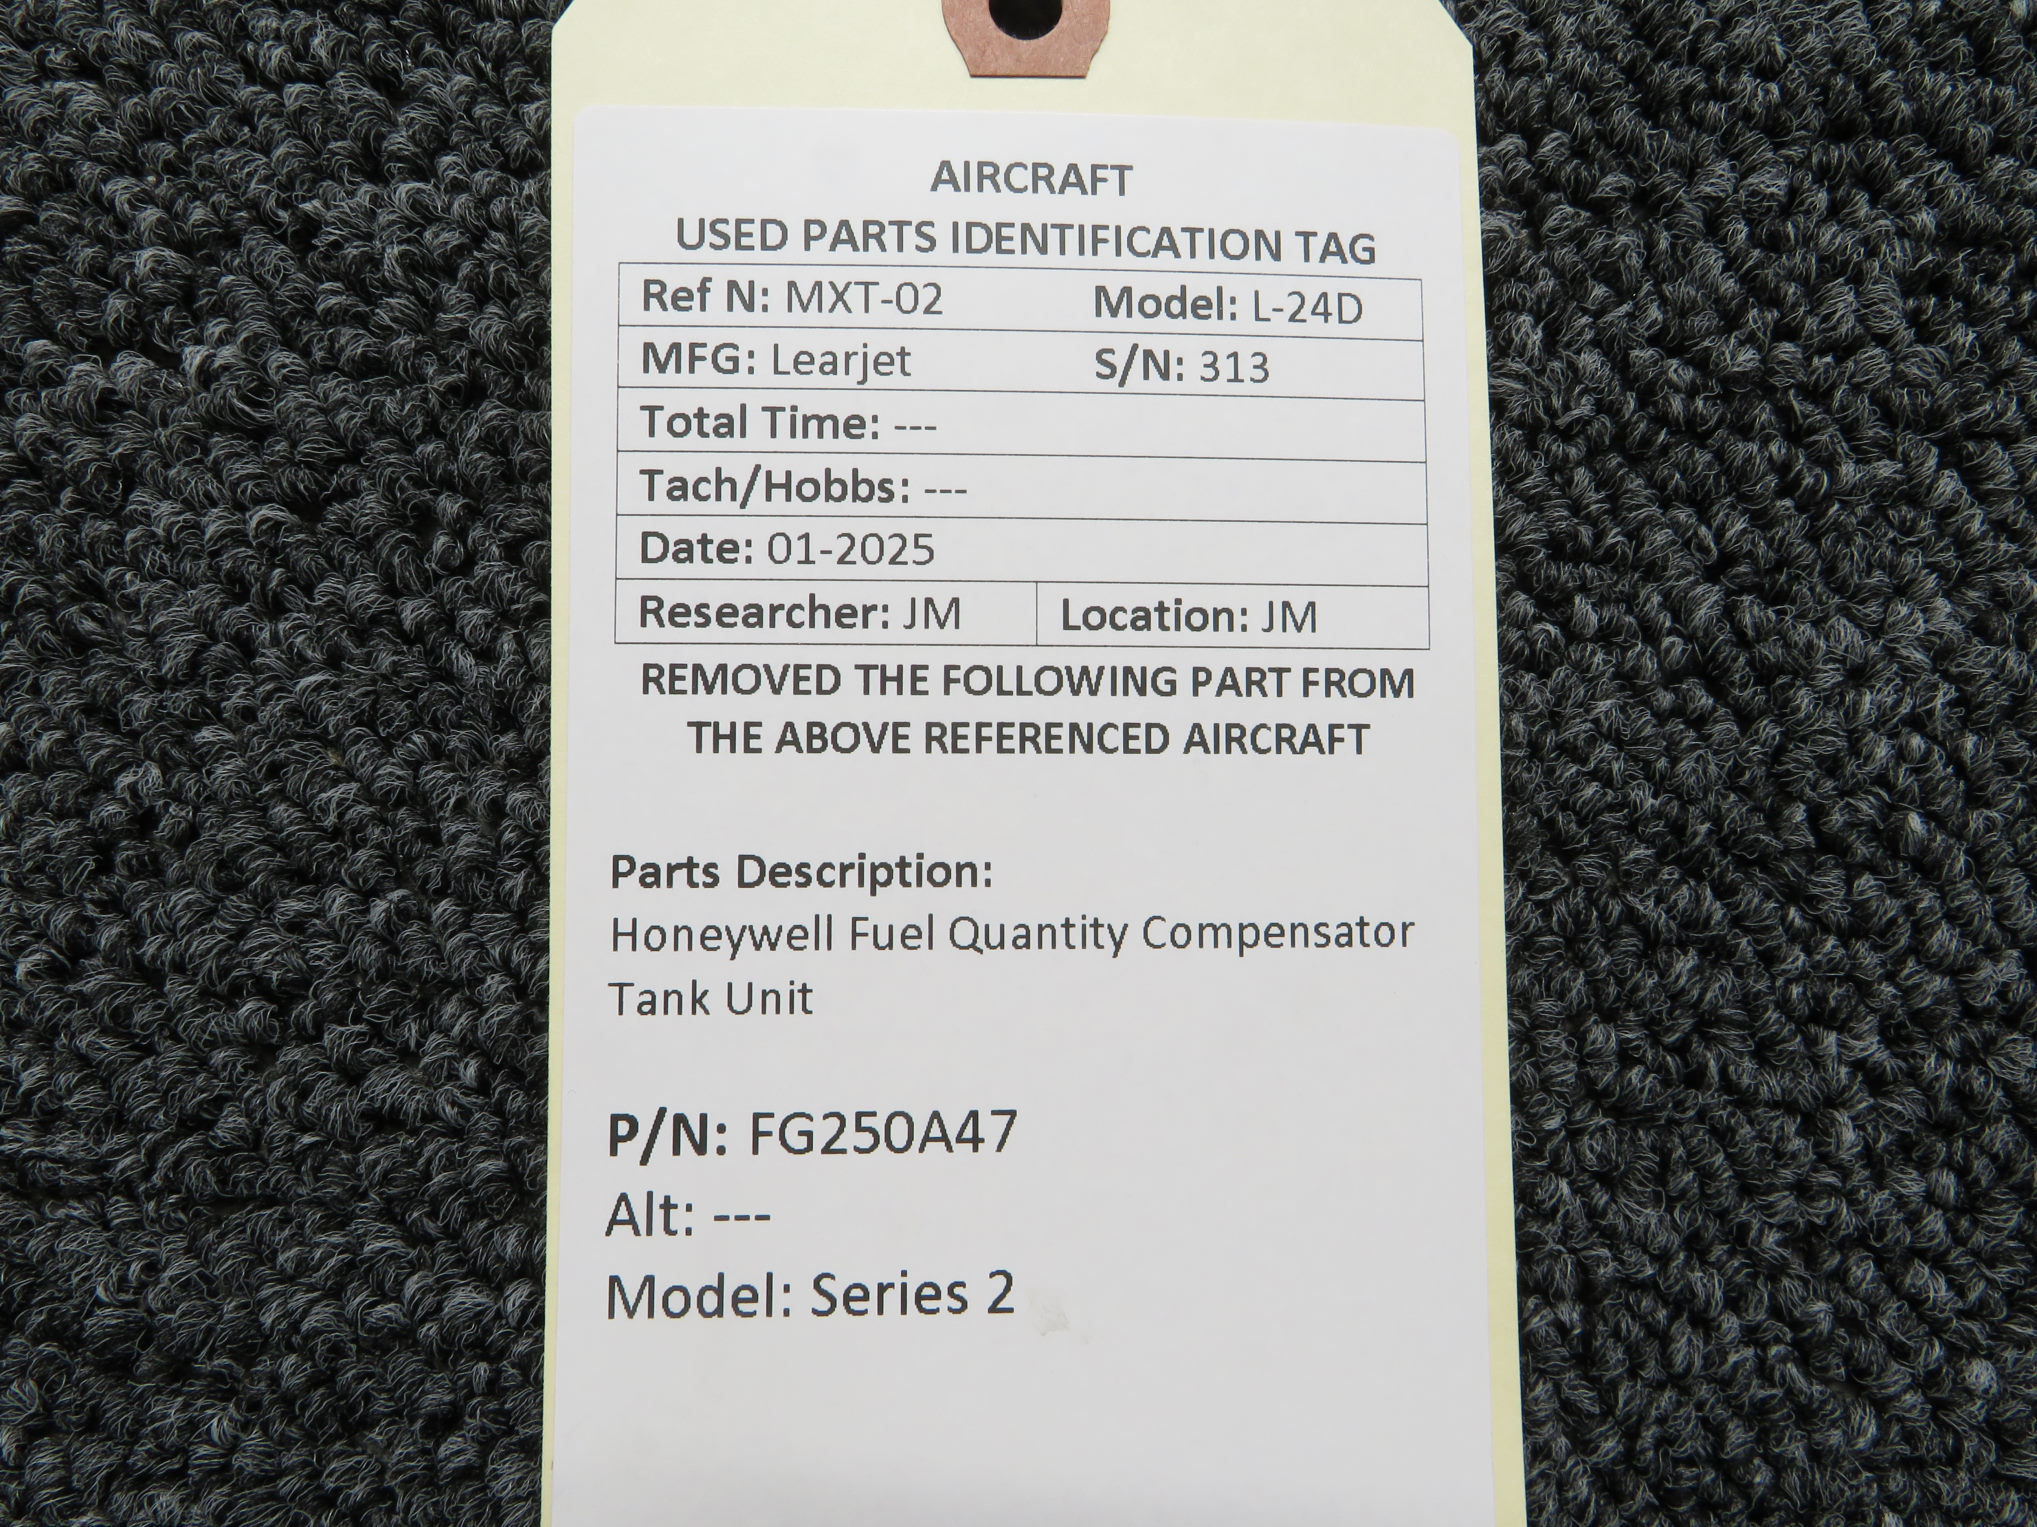 AIRCRAFT
USED PARTS IDENTIFICATION TAG
Ref N: MXT-02 Model: L-24D
MFG: Learjet S/N: 313
Total Time: ---
Tach/Hobbs: ---
Date: 01-2025
Researcher: JM Location: JM
REMOVED THE FOLLOWING PART FROM
THE ABOVE REFERENCED AIRCRAFT
Parts Description:
Honeywell Fuel Quantity Compensator
Tank Unit
P/N: FG250A47
Alt: ---
Model: Series 2